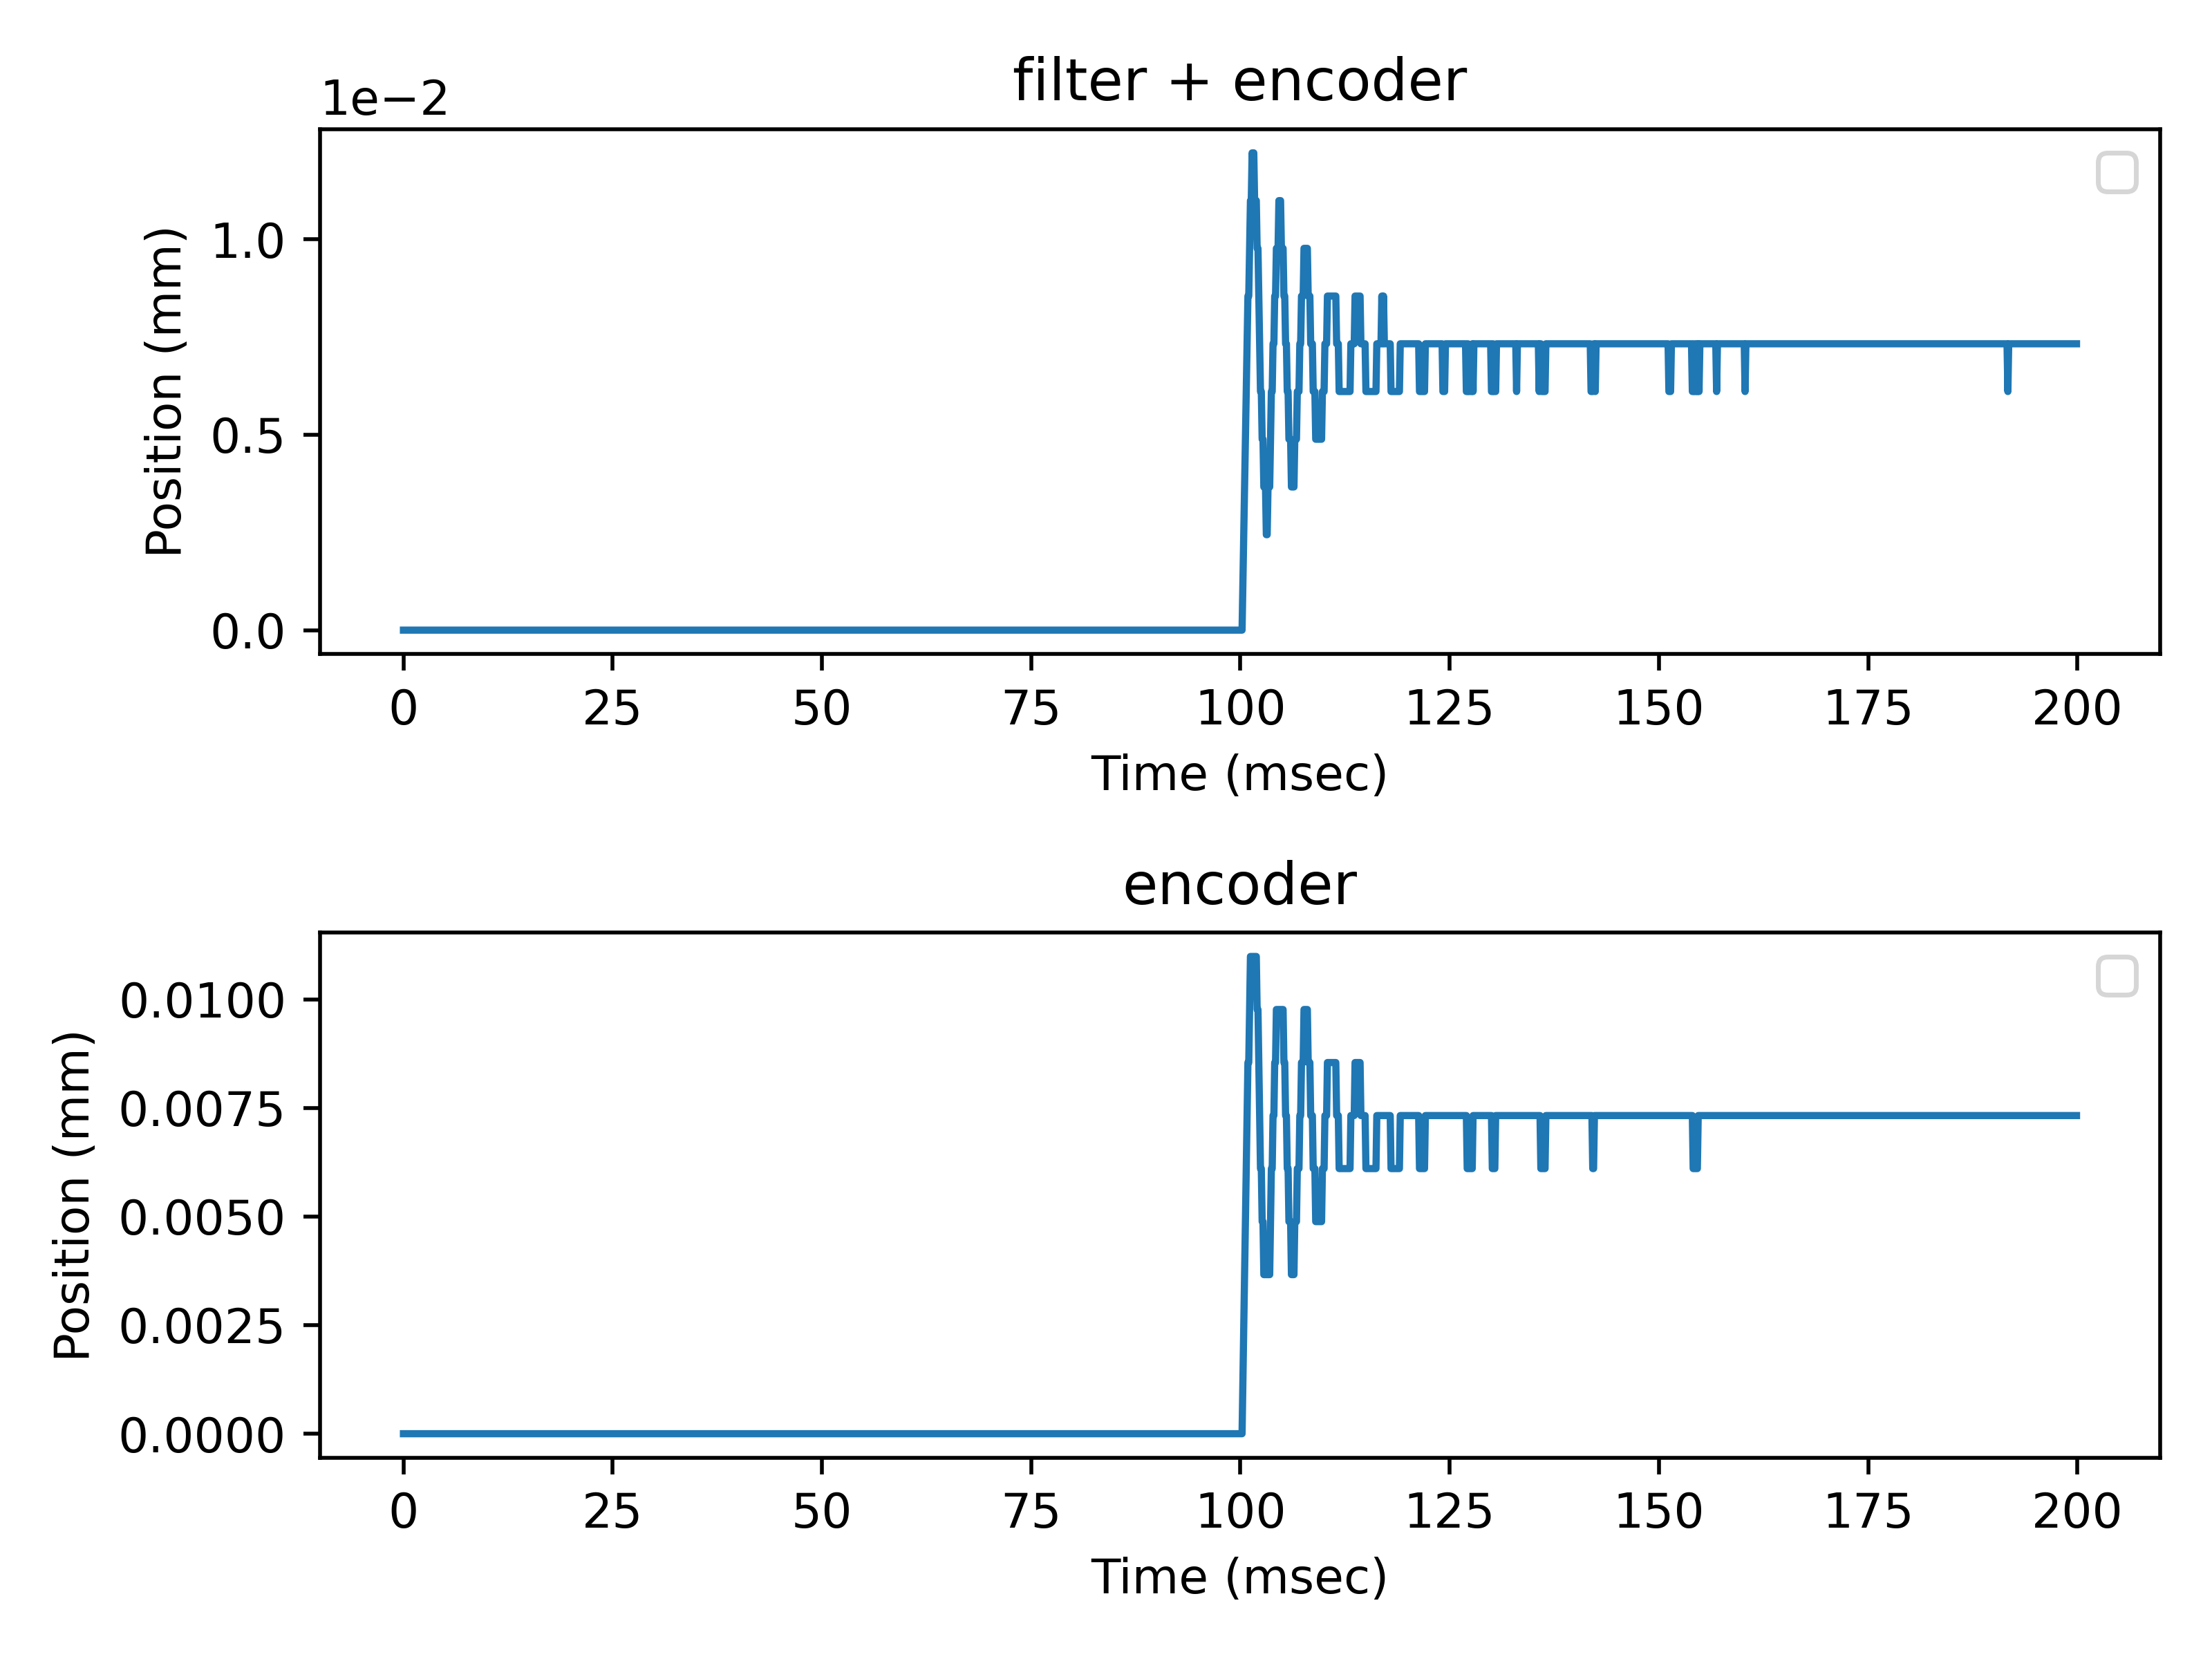 filter + encoder
1e−2
1.0
0.5
0.0
Position (mm)
0 25 50 75 100 125 150 175 200
Time (msec)
encoder
0.0100
0.0075
0.0050
0.0025
0.0000
Position (mm)
0 25 50 75 100 125 150 175 200
Time (msec)